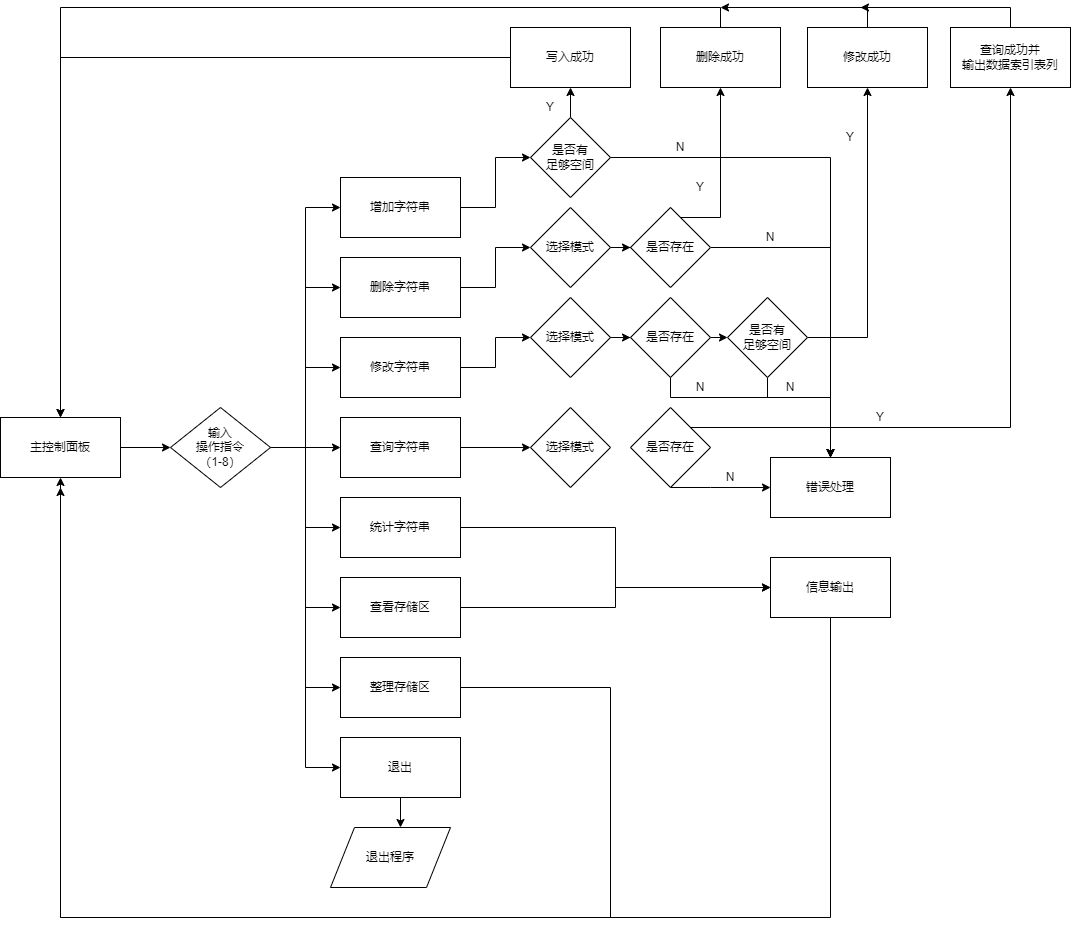 写入成功
删除成功
修改成功
查询成功并
输出数据索引表列
Y
是否有
足够空间
N
Y
Y
增加字符串
选择模式
是否存在
N
删除字符串
选择模式
是否存在
是否有
足够空间
修改字符串
N
N
主控制面板
输入
操作指令
（1-8）
查询字符串
选择模式
是否存在
Y
N
错误处理
统计字符串
信息输出
查看存储区
整理存储区
退出
退出程序